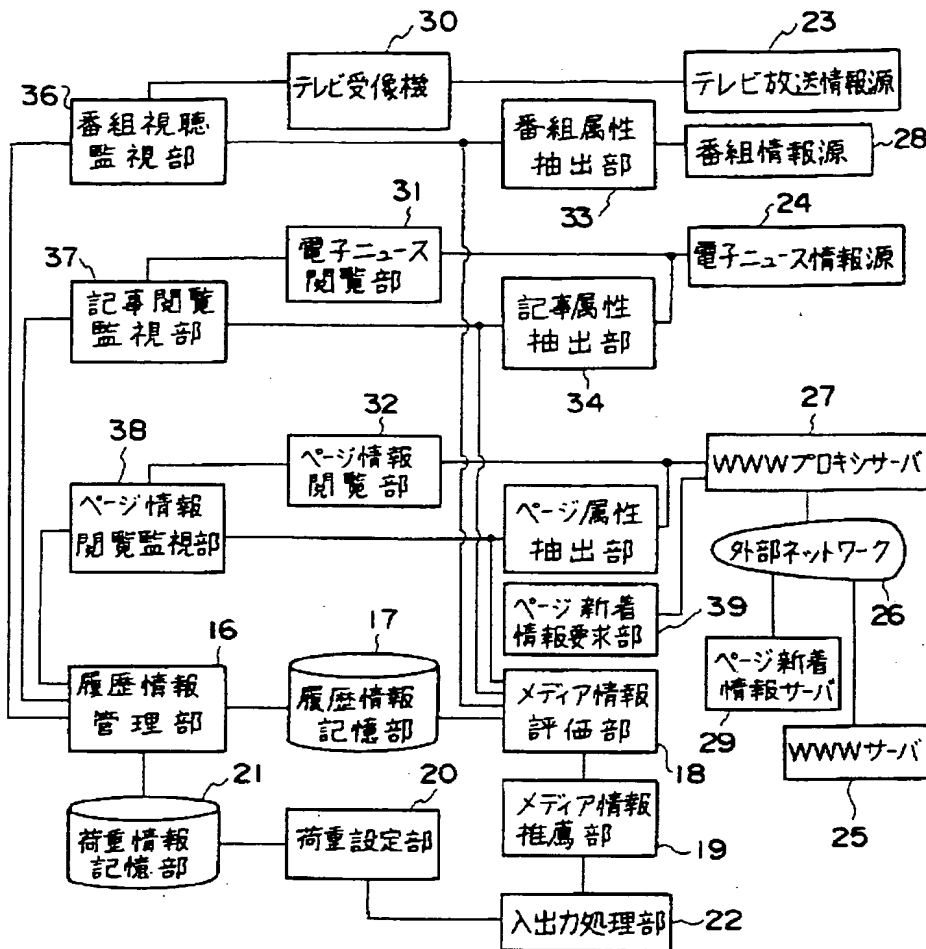 30
23
テレビ受像機
テレビ放送情報源
36
番組視聴
監視部
番組属性
抽出部
番組情報源
28
33
31
24
電子ニュース
閲覧部
電子ニュース情報源
37
記事閲覧
監視部
記事属性
抽出部
34
32
27
38
ページ情報
閲覧部
WWWプロキシサーバ
ページ情報
閲覧監視部
ページ属性
抽出部
外部ネットワーク
26
ページ新着
情報要求部
39
16
17
履歴情報
管理部
履歴情報
記憶部
メディア情報
評価部
18
ページ新着
情報サーバ
29
WWWサーバ
25
21
20
荷重情報
記憶部
荷重設定部
メディア情報
推薦部
19
入出力処理部
22